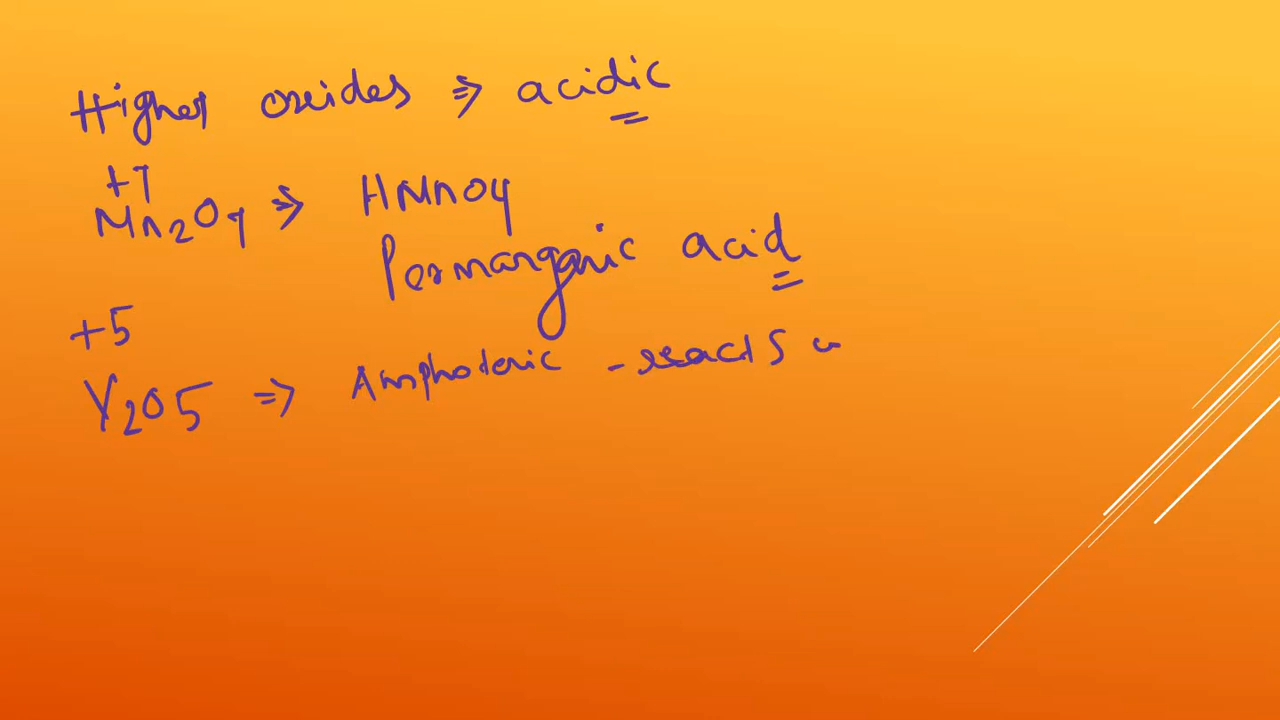 Higher oxides ⇒ acidic
+7
Mn2O7 ⇒ HMnO4
Permanganic acid
+5
V2O5 ⇒ Amphoteric - reacts